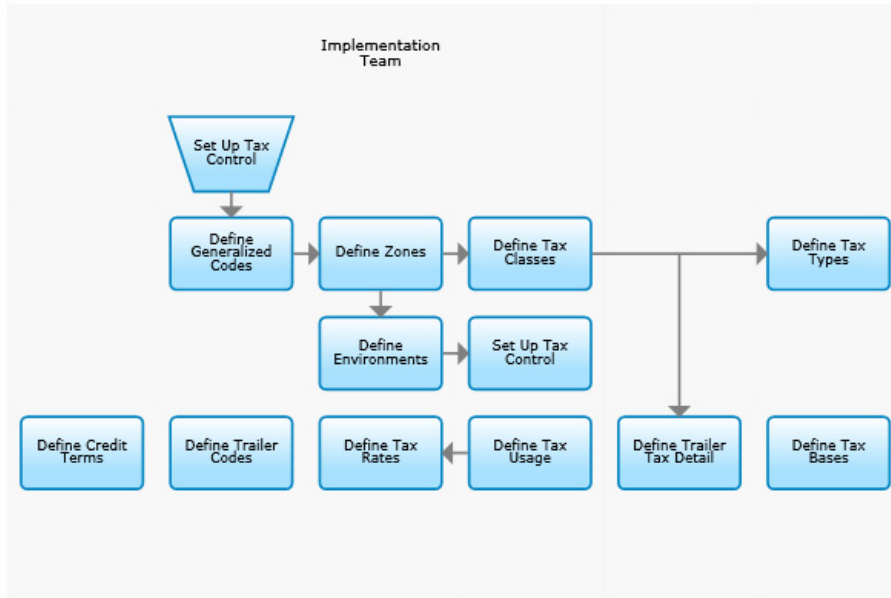 Implementation
Team
Set Up Tax
Control
Define
Generalized
Codes
Define Zones
Define Tax
Classes
Define Tax
Types
Define
Environments
Set Up Tax
Control
Define Credit
Terms
Define Trailer
Codes
Define Tax
Rates
Define Tax
Usage
Define Trailer
Tax Detail
Define Tax
Bases